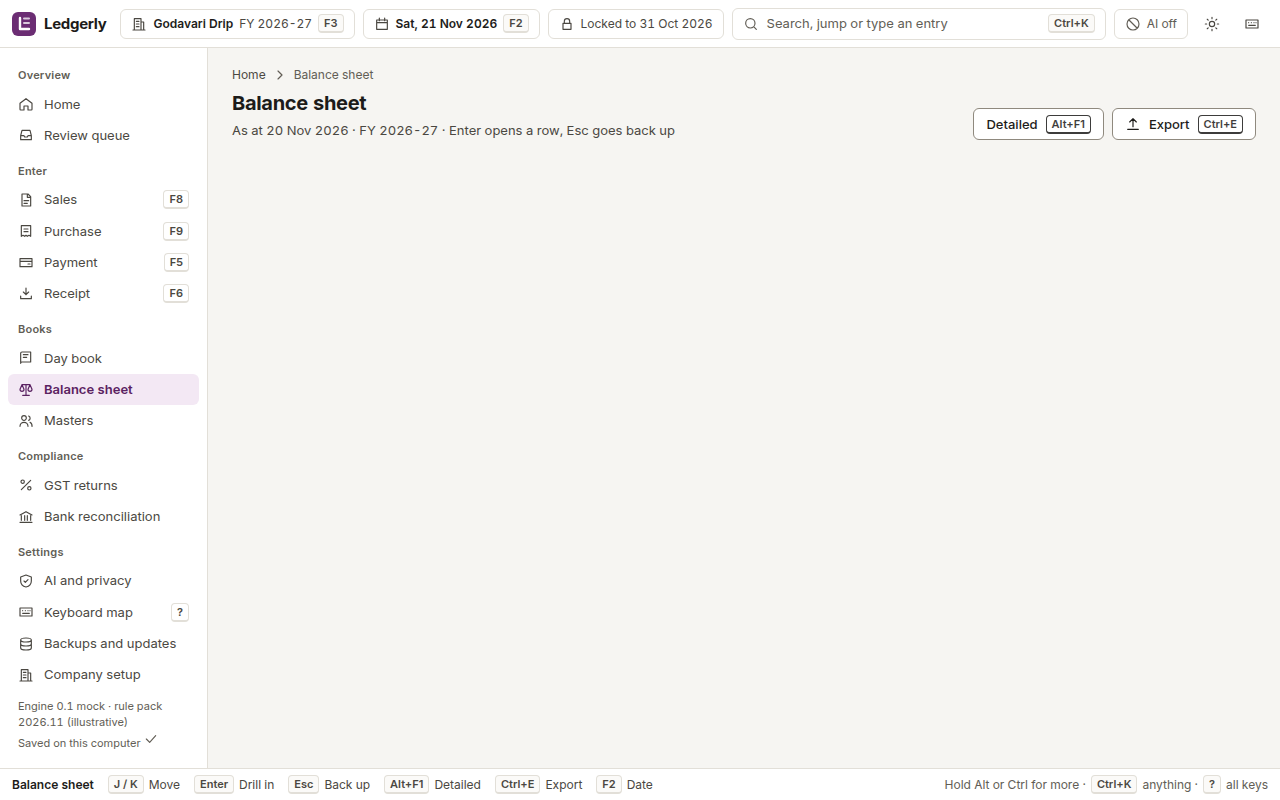 Ledgerly
Godavari Drip FY 2026-27 F3
Sat, 21 Nov 2026 F2
Locked to 31 Oct 2026
Search, jump or type an entry Ctrl+K
AI off
Overview
Home
Review queue
Enter
Sales F8
Purchase F9
Payment F5
Receipt F6
Books
Day book
Balance sheet
Masters
Compliance
GST returns
Bank reconciliation
Settings
AI and privacy
Keyboard map ?
Backups and updates
Company setup
Engine 0.1 mock · rule pack
2026.11 (illustrative)
Saved on this computer
Home > Balance sheet
Balance sheet
As at 20 Nov 2026 · FY 2026-27 · Enter opens a row, Esc goes back up
Detailed Alt+F1
Export Ctrl+E
Balance sheet J / K Move Enter Drill in Esc Back up Alt+F1 Detailed Ctrl+E Export F2 Date Hold Alt or Ctrl for more · Ctrl+K anything · ? all keys